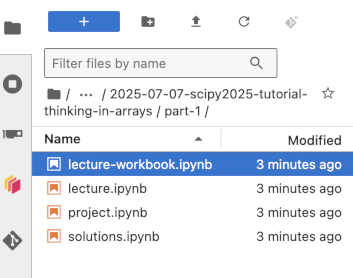 Filter files by name
/ ... / 2025-07-07-scipy2025-tutorial-
thinking-in-arrays / part-1 /
Name Modified
lecture-workbook.ipynb 3 minutes ago
lecture.ipynb 3 minutes ago
project.ipynb 3 minutes ago
solutions.ipynb 3 minutes ago